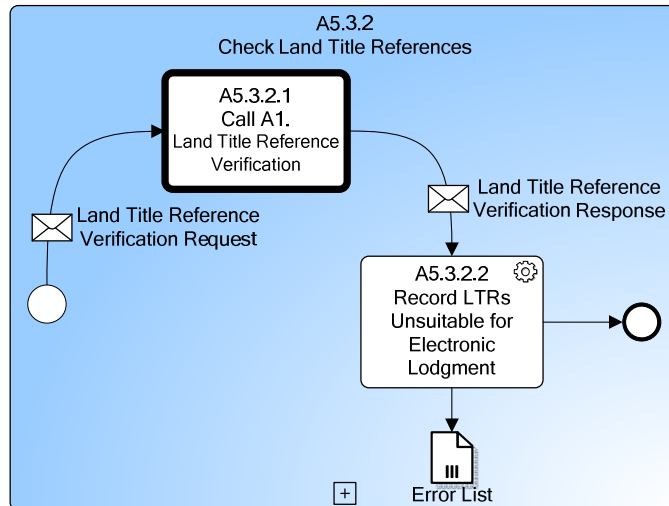 A5.3.2
Check Land Title References
A5.3.2.1
Call A1.
Land Title Reference
Verification
Land Title Reference
Verification Request
Land Title Reference
Verification Response
A5.3.2.2
Record LTRs
Unsuitable for
Electronic
Lodgment
Error List